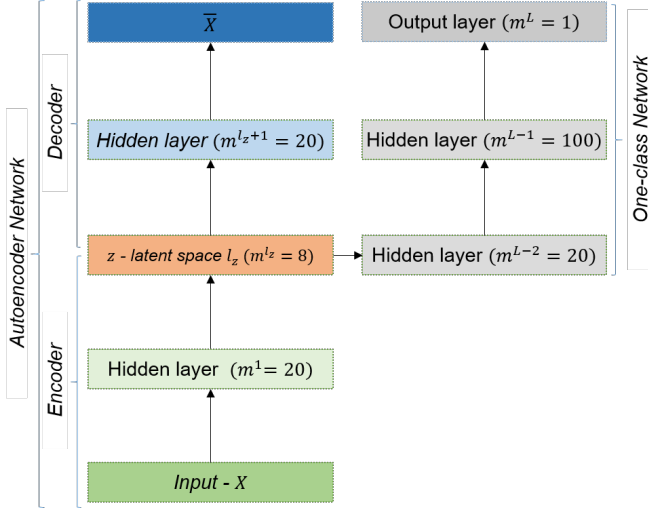 X̅
Output layer (m^L = 1)
Hidden layer (m^{l_z+1} = 20)
Hidden layer (m^{L−1} = 100)
z - latent space l_z (m^{l_z} = 8)
Hidden layer (m^{L−2} = 20)
Hidden layer (m^1 = 20)
Input - X
Autoencoder Network
Decoder
Encoder
One-class Network